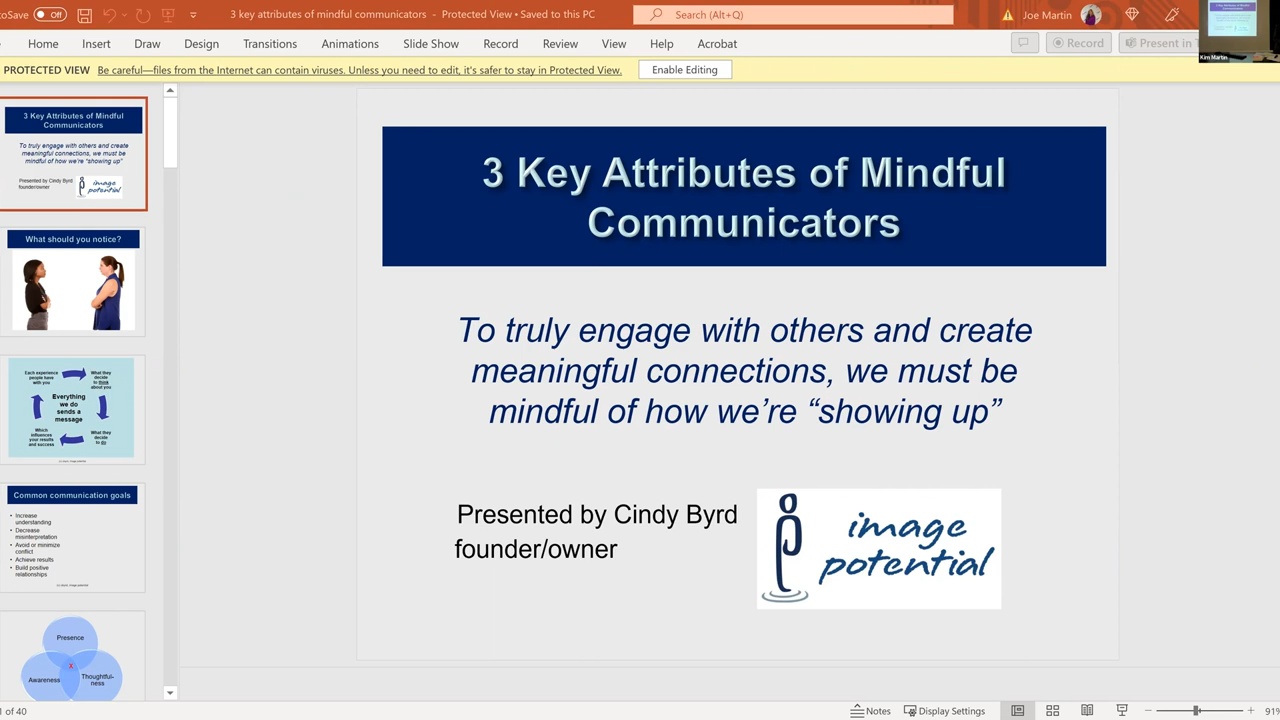 oSave Off 3 key attributes of mindful communicators - Protected View • Saved to this PC Search (Alt+Q) Joe Martin
Home Insert Draw Design Transitions Animations Slide Show Record Review View Help Acrobat Record Present in T
Kim Martin
PROTECTED VIEW Be careful—files from the Internet can contain viruses. Unless you need to edit, it's safer to stay in Protected View. Enable Editing
3 Key Attributes of Mindful
Communicators
To truly engage with others and create
meaningful connections, we must be
mindful of how we're "showing up"
Presented by Cindy Byrd
founder/owner
image
potential
What should you notice?
Each experience
people have
with you
What they
decide
to think
about you
Everything
we do
sends a
message
Which
influences
your results
and success
What they
decide
to do
Common communication goals
• Increase
understanding
• Decrease
misinterpretation
• Avoid or minimize
conflict
• Achieve results
• Build positive
relationships
Presence
X
Awareness
Thoughtful-
ness
3 Key Attributes of Mindful
Communicators
To truly engage with others and create
meaningful connections, we must be
mindful of how we're “showing up”
Presented by Cindy Byrd
founder/owner
image
potential
1 of 40 Notes Display Settings 91%